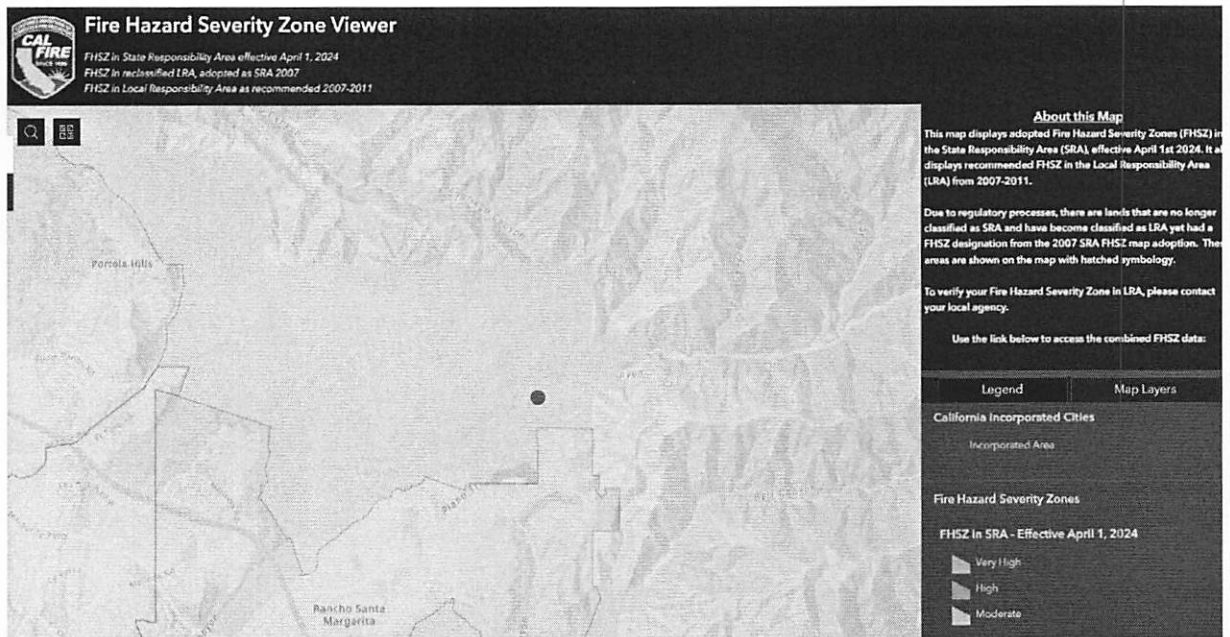 CAL
FIRE
SINCE 1885
Fire Hazard Severity Zone Viewer
FHSZ in State Responsibility Area effective April 1, 2024
FHSZ in reclassified LRA, adopted as SRA 2007
FHSZ in Local Responsibility Area as recommended 2007-2011
About this Map
This map displays adopted Fire Hazard Severity Zones (FHSZ) in
the State Responsibility Area (SRA), effective April 1st 2024. It al
displays recommended FHSZ in the Local Responsibility Area
(LRA) from 2007-2011.
Due to regulatory processes, there are lands that are no longer
classified as SRA and have become classified as LRA yet had a
FHSZ designation from the 2007 SRA FHSZ map adoption. Thes
areas are shown on the map with hatched symbology.
To verify your Fire Hazard Severity Zone in LRA, please contact
your local agency.
Use the link below to access the combined FHSZ data:
Legend
Map Layers
California Incorporated Cities
Incorporated Area
Fire Hazard Severity Zones
FHSZ in SRA - Effective April 1, 2024
Very High
High
Moderate
Portola Hills
Plano
Rancho Santa
Margarita